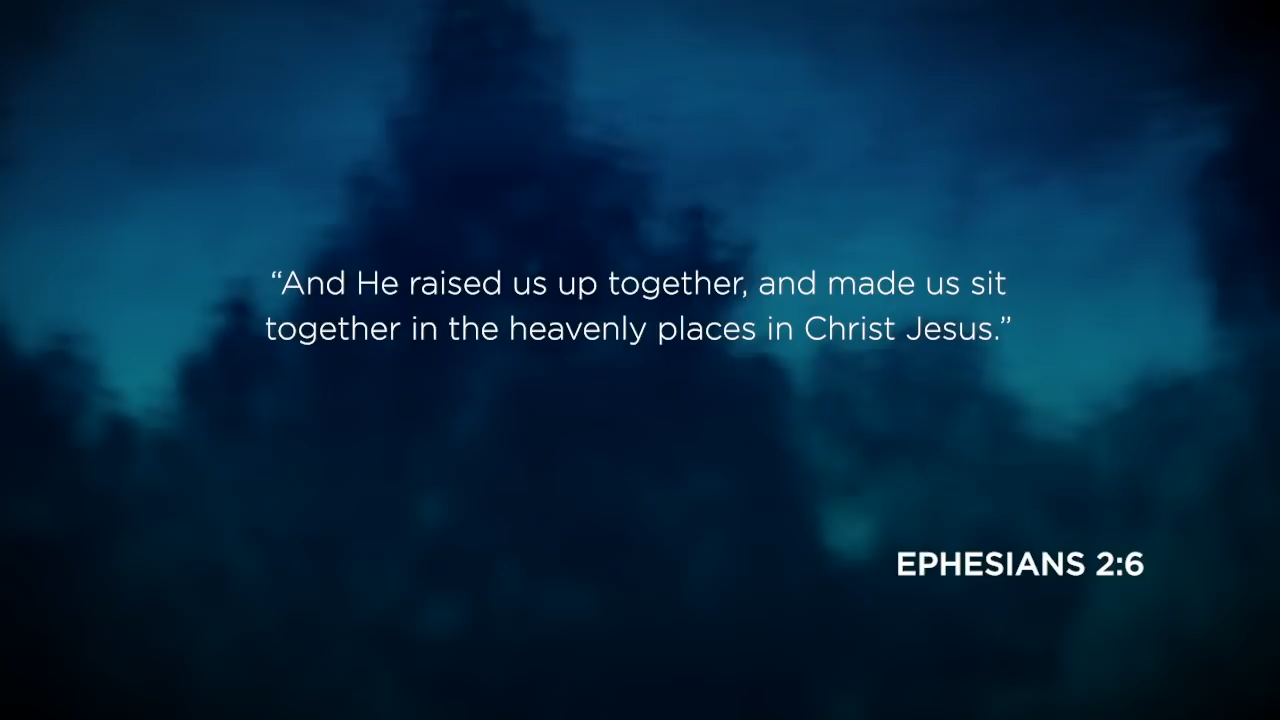 “And He raised us up together, and made us sit
together in the heavenly places in Christ Jesus.”
EPHESIANS 2:6